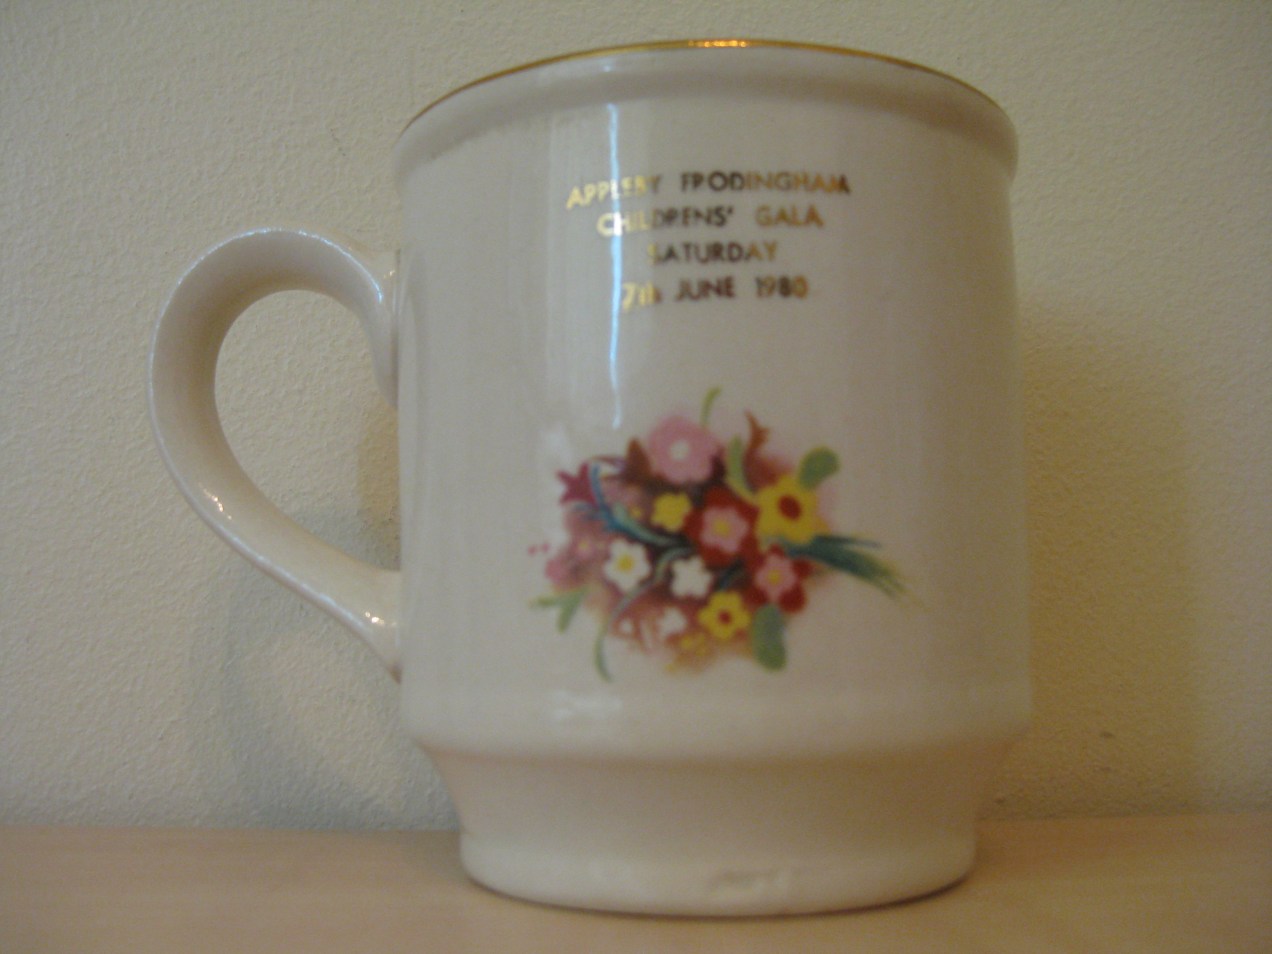 APPLEBY FRODINGHAM
CHILDRENS' GALA
SATURDAY
7th JUNE 1980